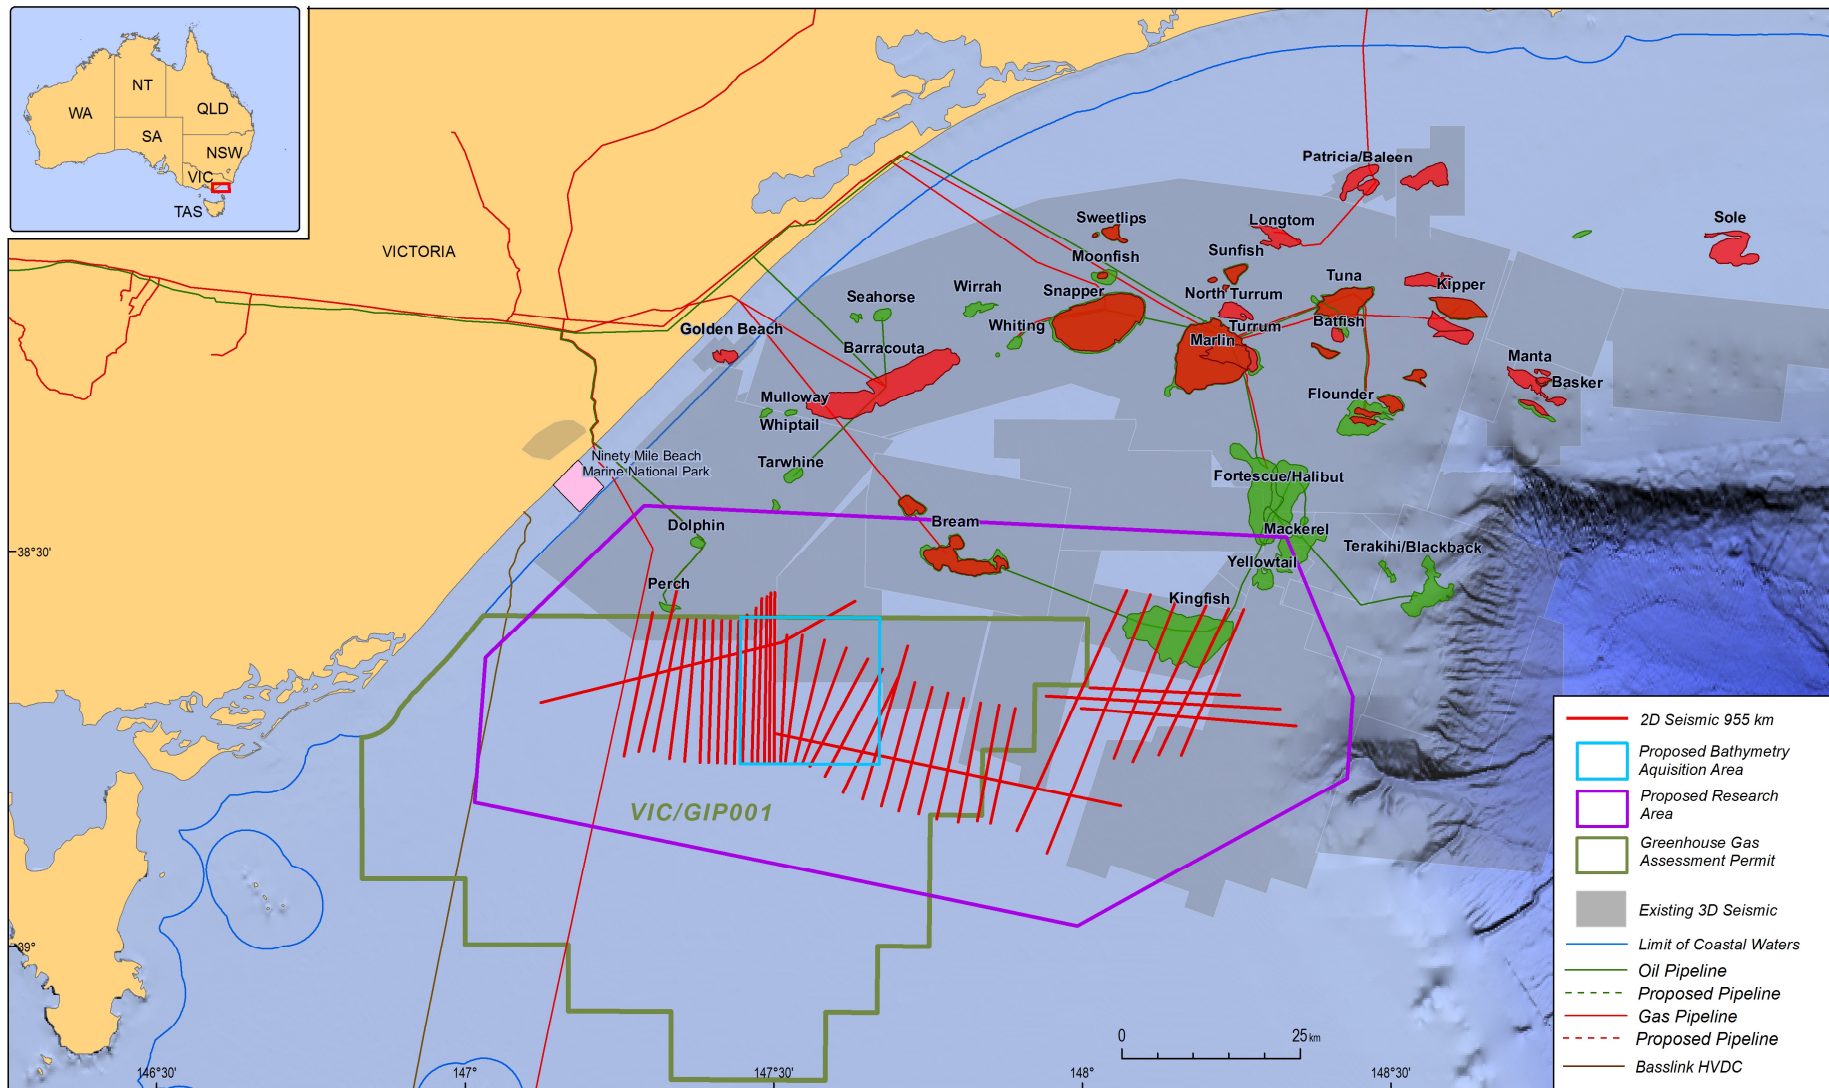 NT
WA
QLD
SA
NSW
VIC
TAS
VICTORIA
Patricia/Baleen
Sweetlips
Longtom
Sole
Moonfish
Sunfish
Tuna
Wirrah
Snapper
North Turrum
Kipper
Seahorse
Whiting
Turrum
Batfish
Golden Beach
Marlin
Barracouta
Manta
Basker
Mulloway
Flounder
Whiptail
Ninety Mile Beach
Marine National Park
Tarwhine
Fortescue/Halibut
Dolphin
Bream
Mackerel
Terakihi/Blackback
38°30'
Yellowtail
Perch
Kingfish
VIC/GIP001
39°
2D Seismic 955 km
Proposed Bathymetry
Aquisition Area
Proposed Research
Area
Greenhouse Gas
Assessment Permit
Existing 3D Seismic
Limit of Coastal Waters
Oil Pipeline
Proposed Pipeline
Gas Pipeline
Proposed Pipeline
Basslink HVDC
0 25 km
146°30' 147° 147°30' 148° 148°30'